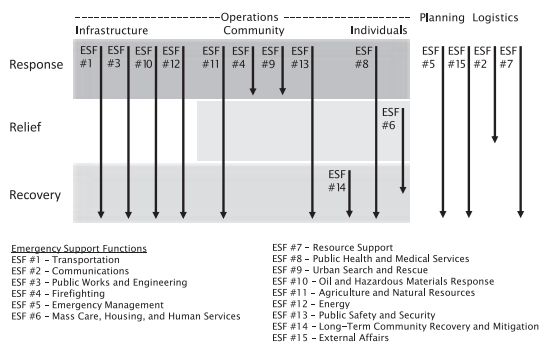 Operations
Planning Logistics
Infrastructure Community Individuals
ESF #1
ESF #3
ESF #10
ESF #12
ESF #11
ESF #4
ESF #9
ESF #13
ESF #8
ESF #5
ESF #15
ESF #2
ESF #7
Response
ESF #6
Relief
ESF #14
Recovery
Emergency Support Functions
ESF #1 – Transportation
ESF #2 – Communications
ESF #3 – Public Works and Engineering
ESF #4 – Firefighting
ESF #5 – Emergency Management
ESF #6 – Mass Care, Housing, and Human Services
ESF #7 – Resource Support
ESF #8 – Public Health and Medical Services
ESF #9 – Urban Search and Rescue
ESF #10 – Oil and Hazardous Materials Response
ESF #11 – Agriculture and Natural Resources
ESF #12 – Energy
ESF #13 – Public Safety and Security
ESF #14 – Long–Term Community Recovery and Mitigation
ESF #15 – External Affairs